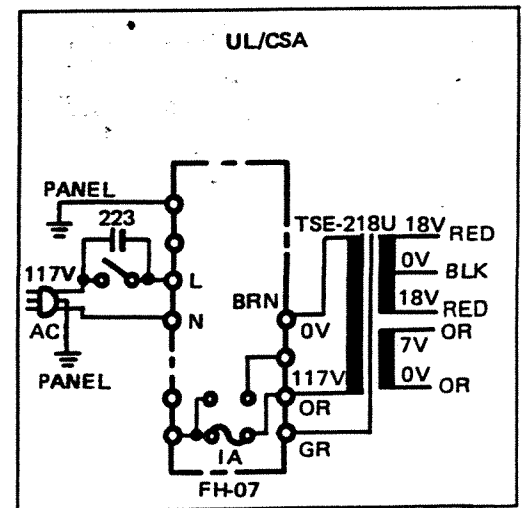 UL/CSA
PANEL
223
117V
AC
PANEL
L
N
BRN
0V
117V
OR
GR
1A
FH-07
TSE-218U
18V RED
0V BLK
18V RED
OR
7V
0V OR